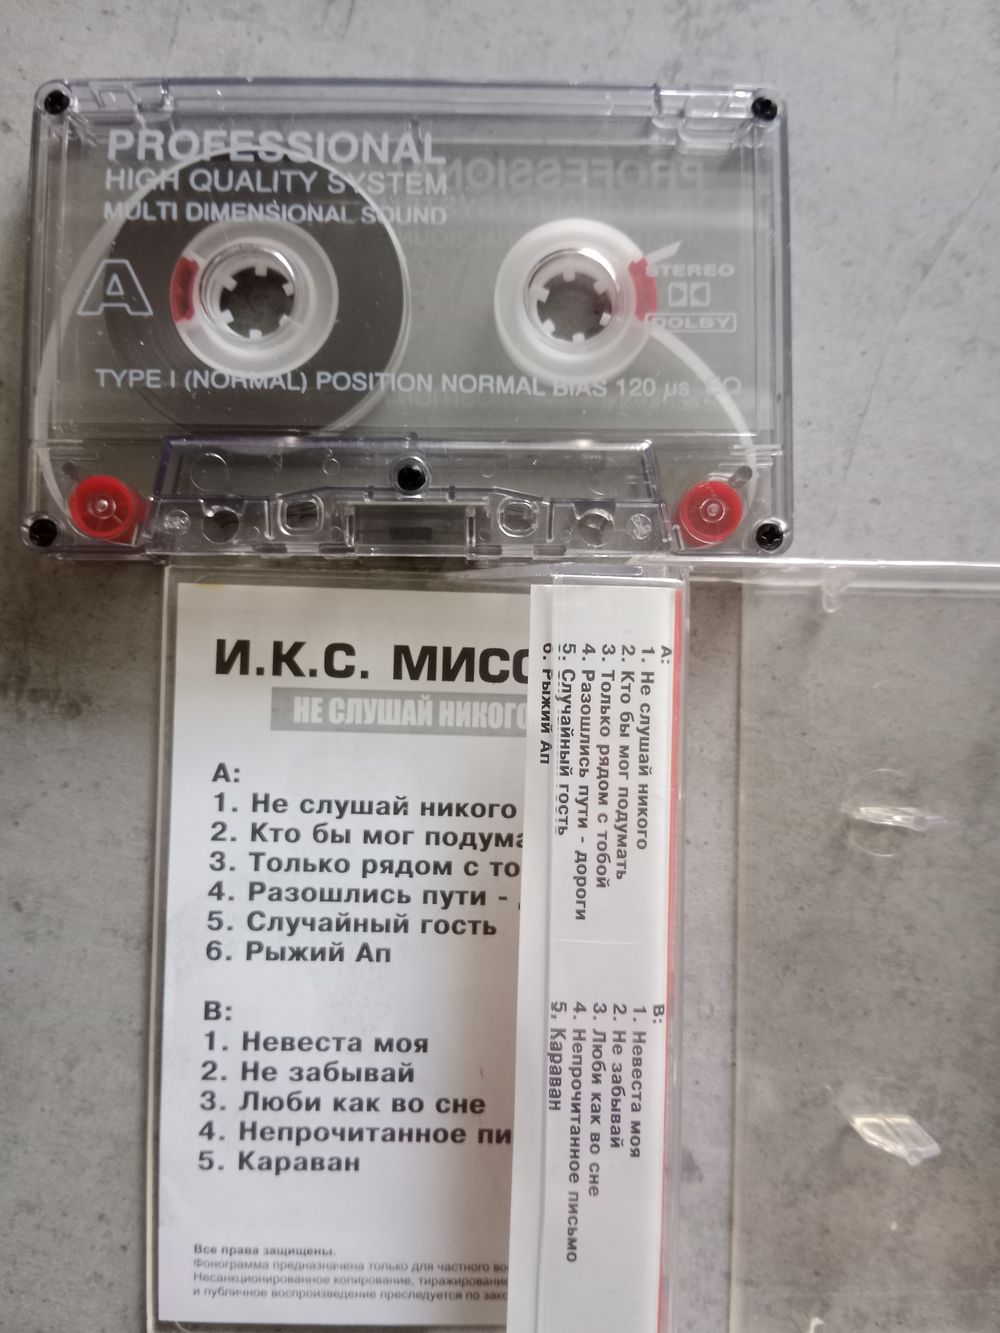 PROFESSIONAL
HIGH QUALITY SYSTEM
MULTI DIMENSIONAL SOUND
A
STEREO
DOLBY
TYPE I (NORMAL) POSITION NORMAL BIAS 120 µs EQ
И.К.С. МИСС
НЕ СЛУШАЙ НИКОГО
А:
1. Не слушай никого
2. Кто бы мог подума
3. Только рядом с то
4. Разошлись пути -
5. Случайный гость
6. Рыжий Ап
В:
1. Невеста моя
2. Не забывай
3. Люби как во сне
4. Непрочитанное пи
5. Караван
Все права защищены.
Фонограмма предназначена только для частного вос
Несанкционированное копирование, тиражирование
и публичное воспроизведение преследуется по зако
А:
1. Не слушай никого
2. Кто бы мог подумать
3. Только рядом с тобой
4. Разошлись пути - дороги
5. Случайный гость
6. Рыжий Ап
В:
1. Невеста моя
2. Не забывай
3. Люби как во сне
4. Непрочитанное письмо
5. Караван